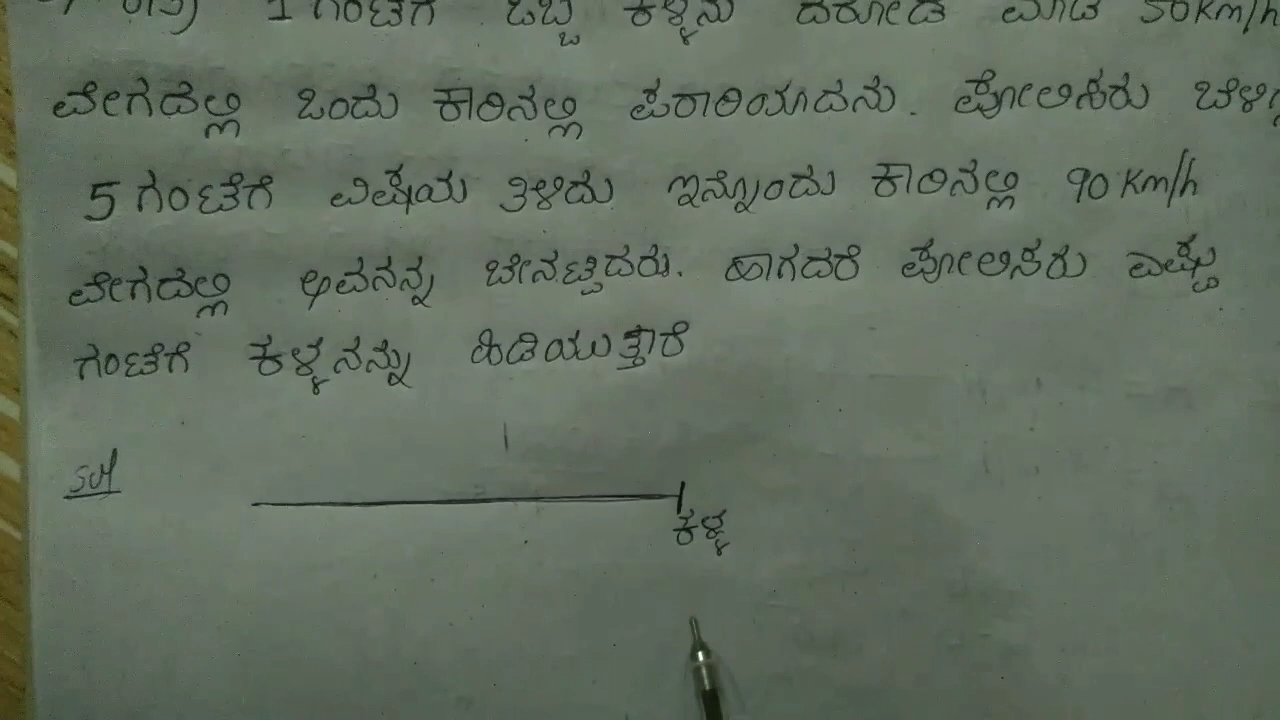 1 ಗಂಟೆಗೆ ಒಬ್ಬ ಕಳ್ಳನು ದರೋಡೆ ಮಾಡಿ 50km/h
ವೇಗದಲ್ಲಿ ಒಂದು ಕಾರಿನಲ್ಲಿ ಪರಾರಿಯಾದನು. ಪೋಲಿಸರು
5 ಗಂಟೆಗೆ ವಿಷಯ ತಿಳಿದು ಇನ್ನೊಂದು ಕಾರಿನಲ್ಲಿ 90 Km/h
ವೇಗದಲ್ಲಿ ಅವನನ್ನು ಬೇನಟ್ಟಿದರು. ಹಾಗದರೆ ಪೋಲಿಸರು ಎಷ್ಟು
ಗಂಟೆಗೆ ಕಳ್ಳನನ್ನು ಹಿಡಿಯುತ್ತಾರೆ
Sol
ಕಳ್ಳ